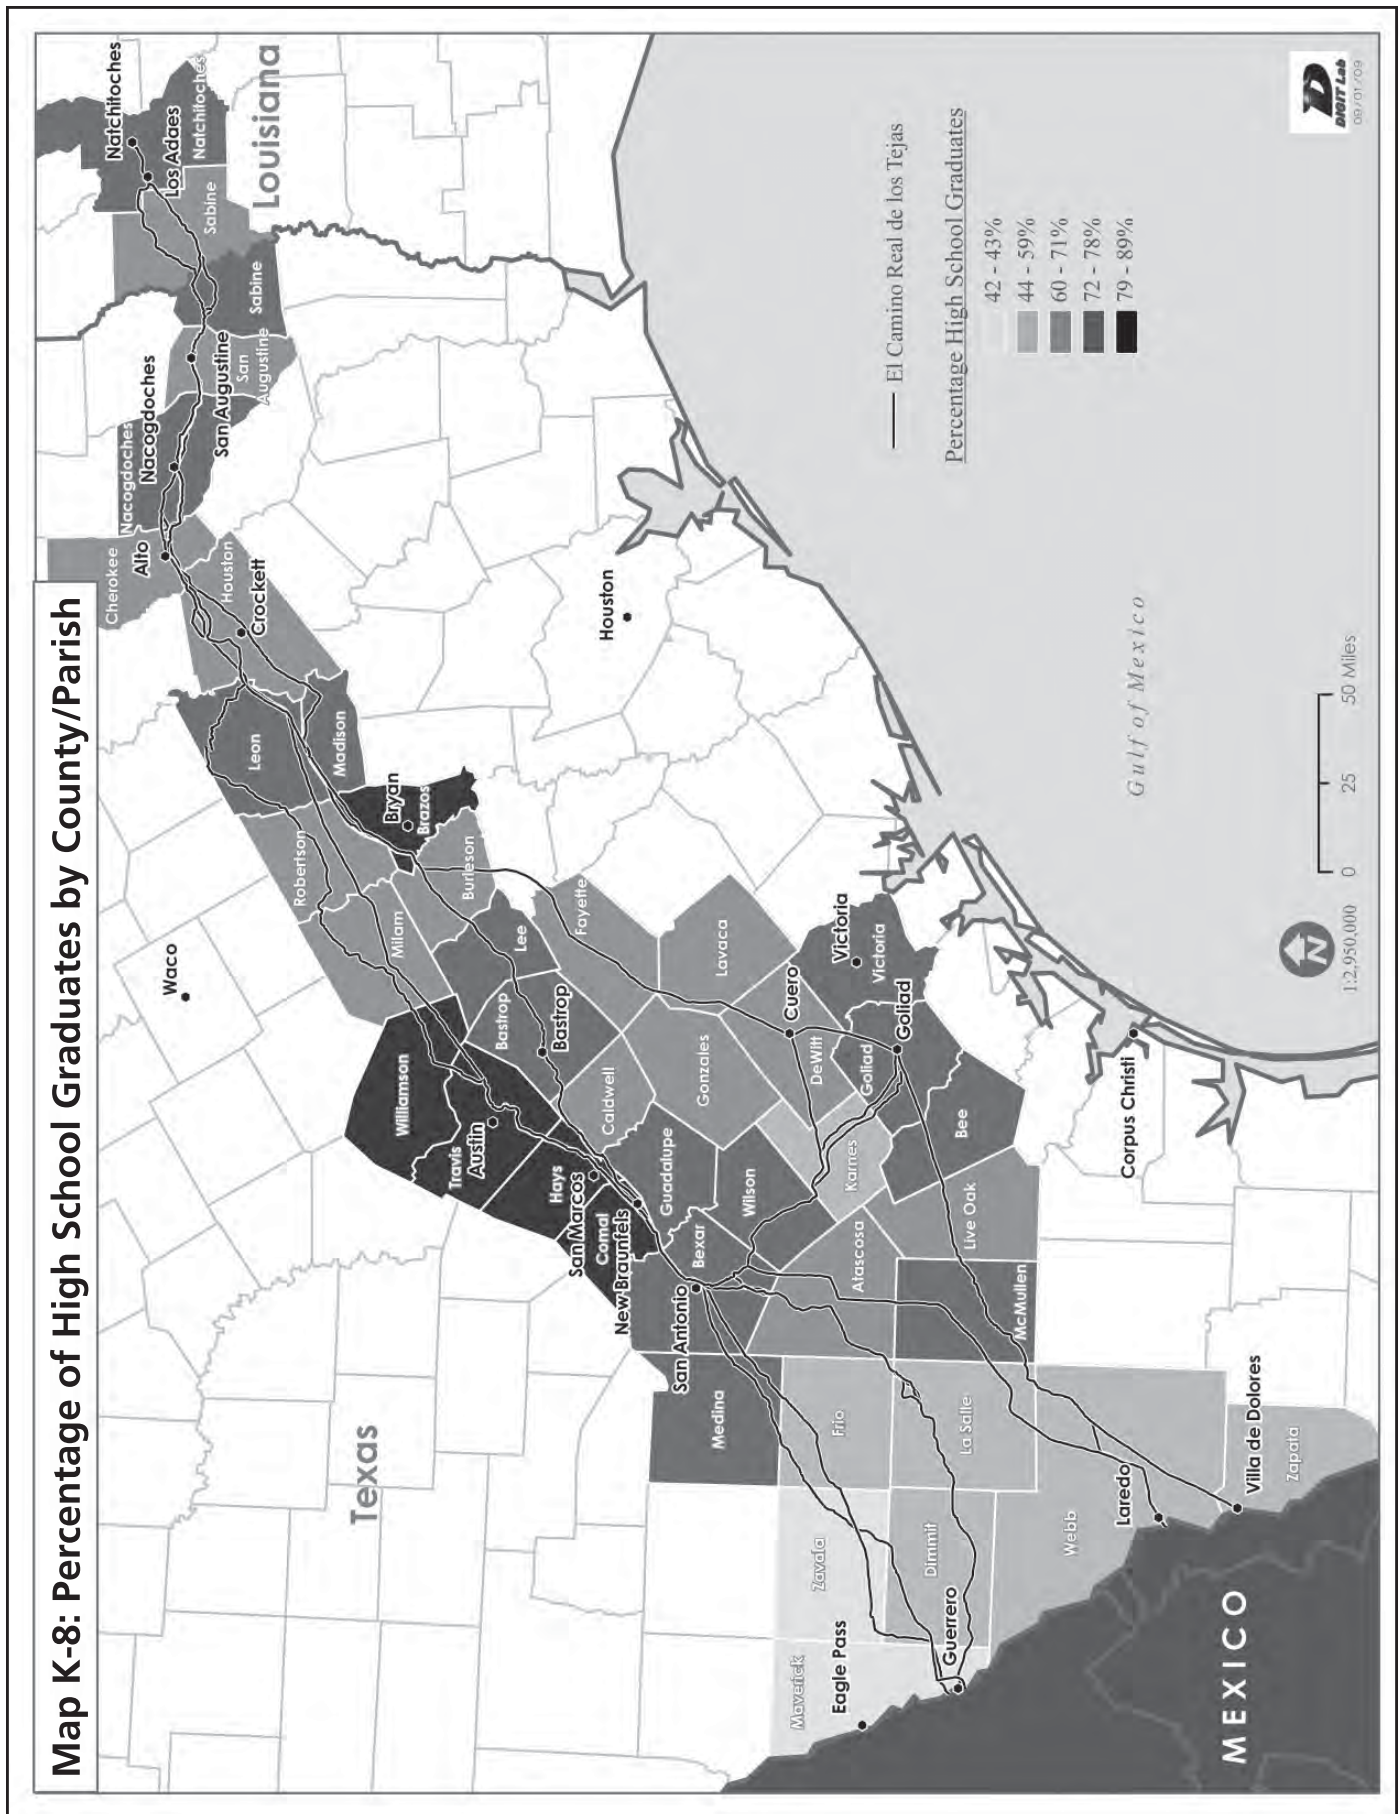 Map K-8: Percentage of High School Graduates by County/Parish
Natchitoches
Los Adaes
Natchitoches
Sabine
Louisiana
Sabine
San Augustine
San
Augustine
Nacogdoches
Nacogdoches
Cherokee
Alto
Houston
Crockett
Leon
Madison
Robertson
Bryan
Brazos
Milam
Burleson
Houston
Waco
Williamson
Travis
Austin
Bastrop
Bastrop
Lee
Fayette
Lavaca
Hays
San Marcos
Comal
New Braunfels
Caldwell
Gonzales
Guadalupe
Wilson
Bexar
San Antonio
Cuero
DeWitt
Victoria
Victoria
Goliad
Goliad
Karnes
Bee
Atascosa
Live Oak
McMullen
Corpus Christi
Texas
Medina
Frio
La Salle
Zavala
Dimmit
Webb
Laredo
Villa de Dolores
Zapata
Maverick
Eagle Pass
Guerrero
MEXICO
Gulf of Mexico
El Camino Real de los Tejas
Percentage High School Graduates
42 - 43%
44 - 59%
60 - 71%
72 - 78%
79 - 89%
N
1:2,950,000
0 25 50 Miles
D
DIGIT Lab
09/01/09